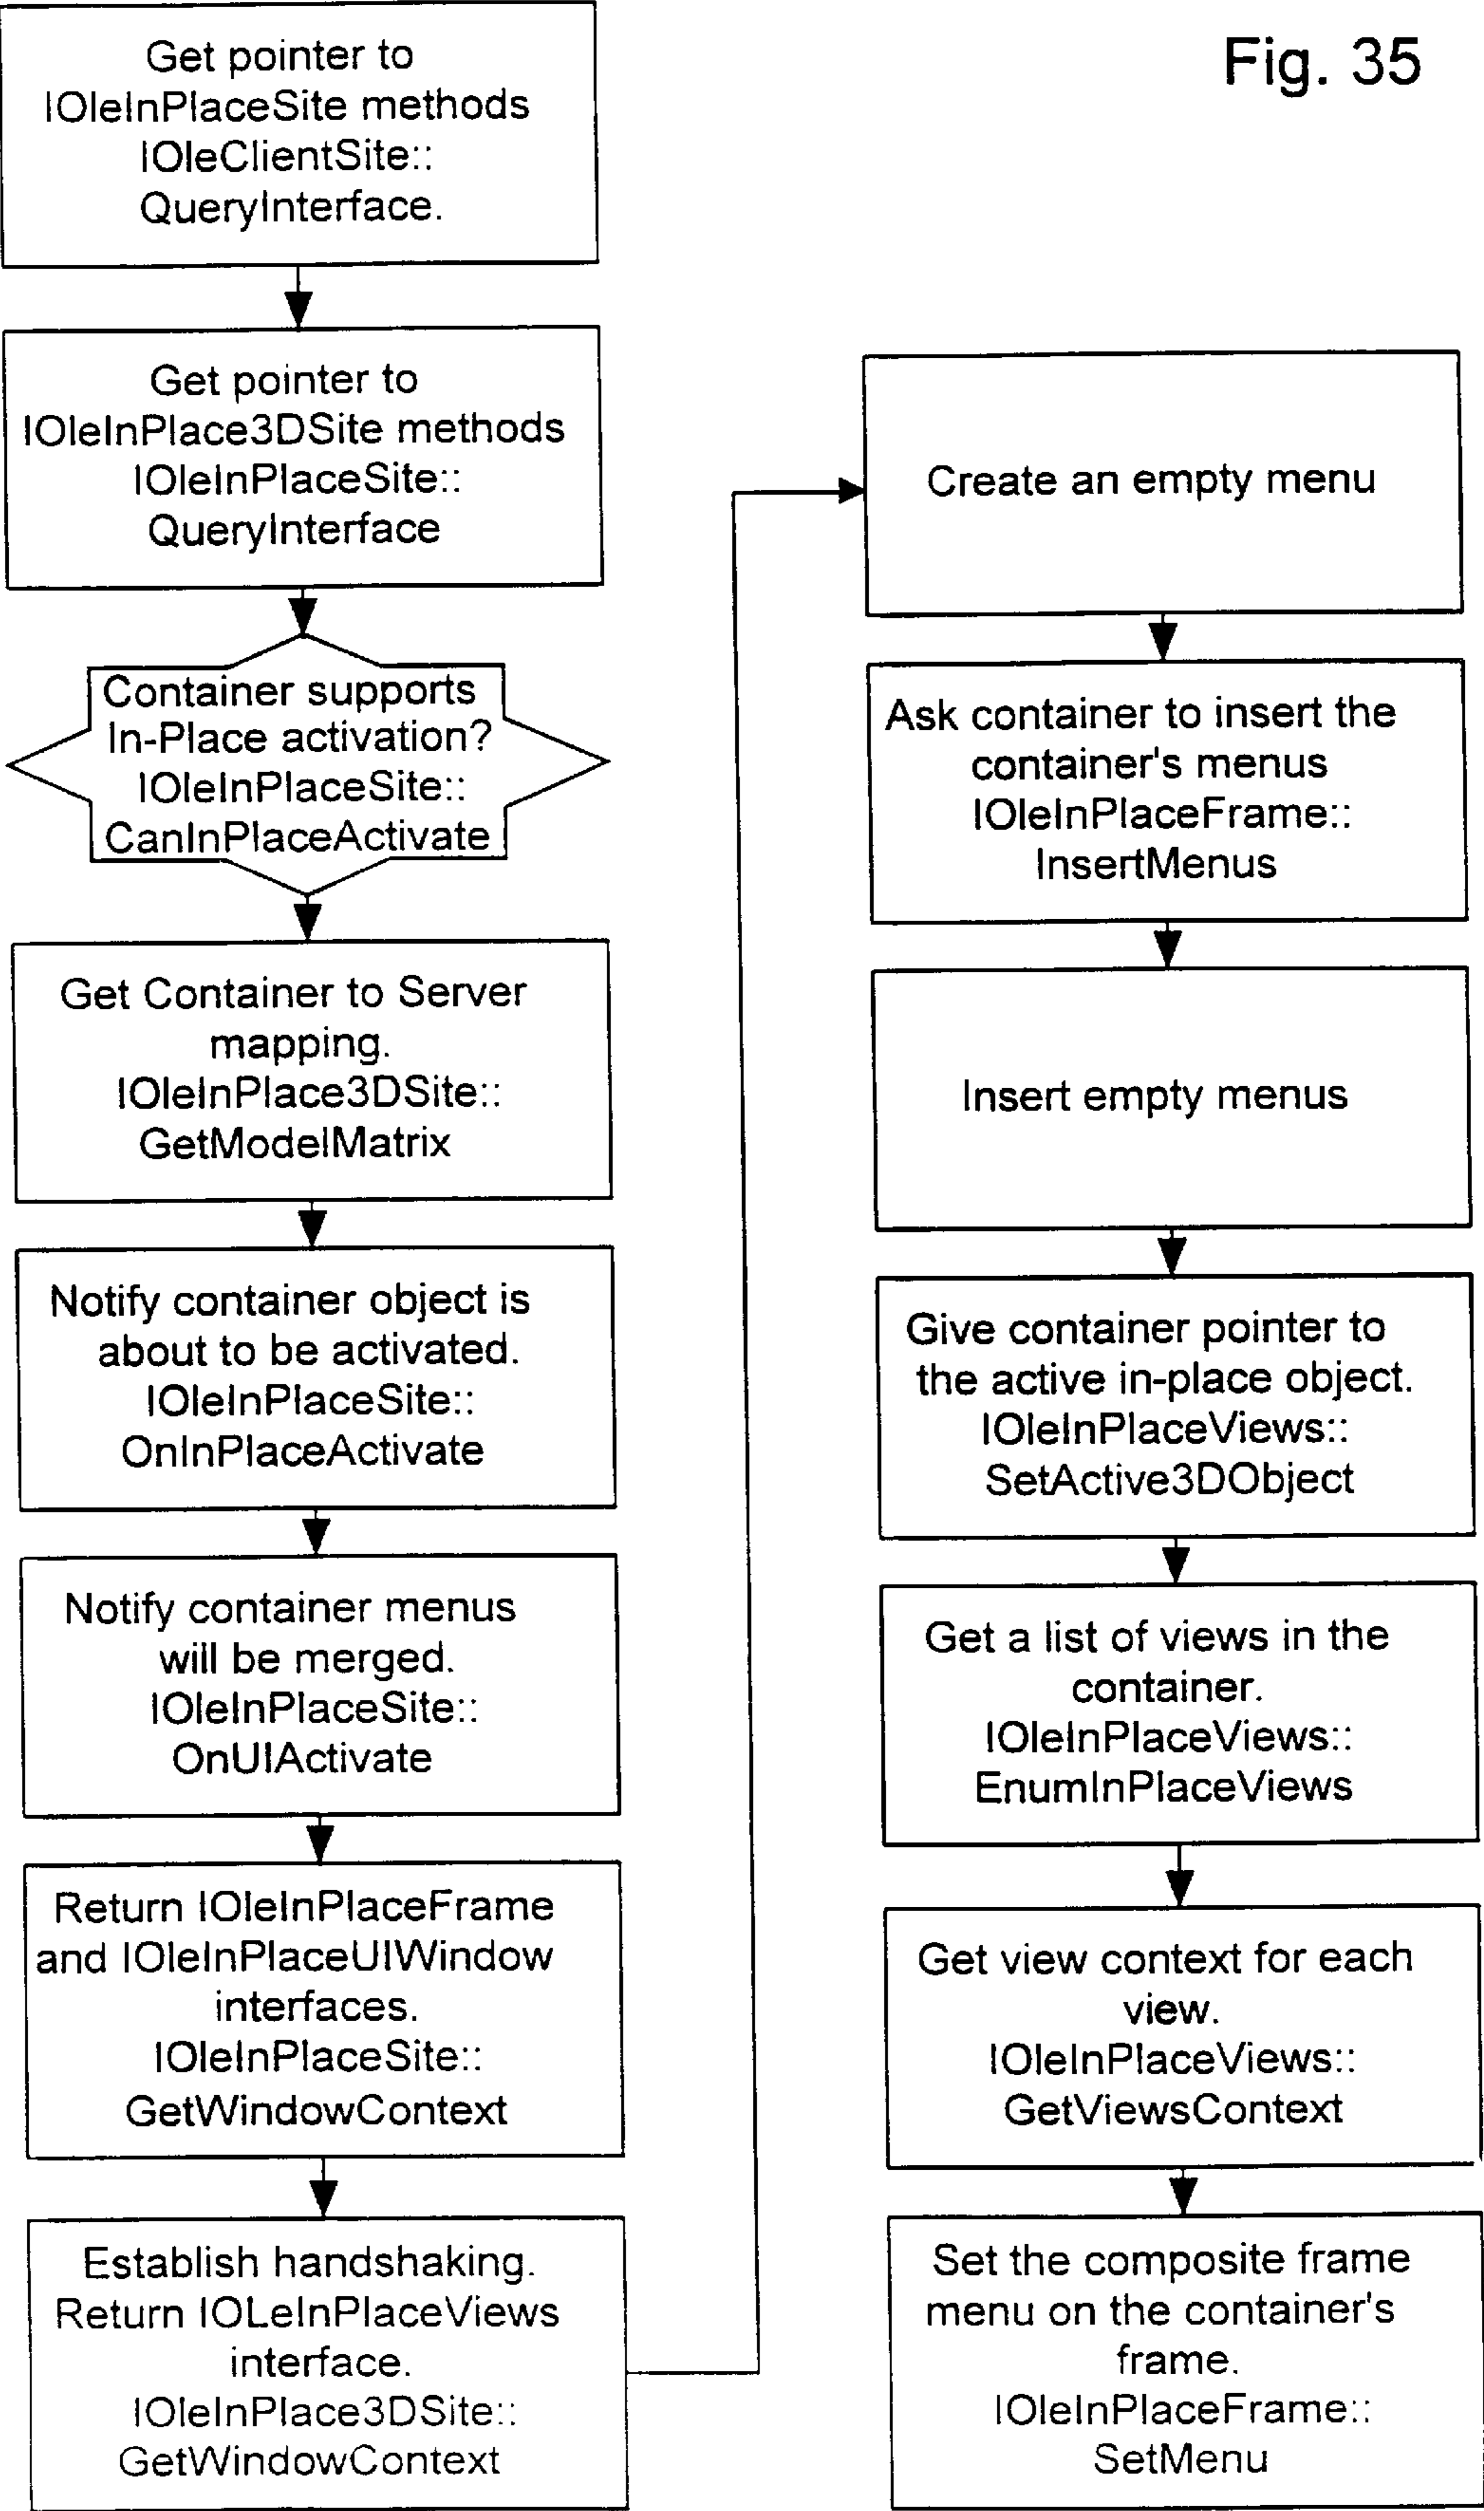 Fig. 35
Get pointer to
IOleInPlaceSite methods
IOleClientSite::
QueryInterface.
Get pointer to
IOleInPlace3DSite methods
IOleInPlaceSite::
QueryInterface
Container supports
In-Place activation?
IOleInPlaceSite::
CanInPlaceActivate
Get Container to Server
mapping.
IOleInPlace3DSite::
GetModelMatrix
Notify container object is
about to be activated.
IOleInPlaceSite::
OnInPlaceActivate
Notify container menus
will be merged.
IOleInPlaceSite::
OnUIActivate
Return IOleInPlaceFrame
and IOleInPlaceUIWindow
interfaces.
IOleInPlaceSite::
GetWindowContext
Establish handshaking.
Return IOLeInPlaceViews
interface.
IOleInPlace3DSite::
GetWindowContext
Create an empty menu
Ask container to insert the
container's menus
IOleInPlaceFrame::
InsertMenus
Insert empty menus
Give container pointer to
the active in-place object.
IOleInPlaceViews::
SetActive3DObject
Get a list of views in the
container.
IOleInPlaceViews::
EnumInPlaceViews
Get view context for each
view.
IOleInPlaceViews::
GetViewsContext
Set the composite frame
menu on the container's
frame.
IOleInPlaceFrame::
SetMenu